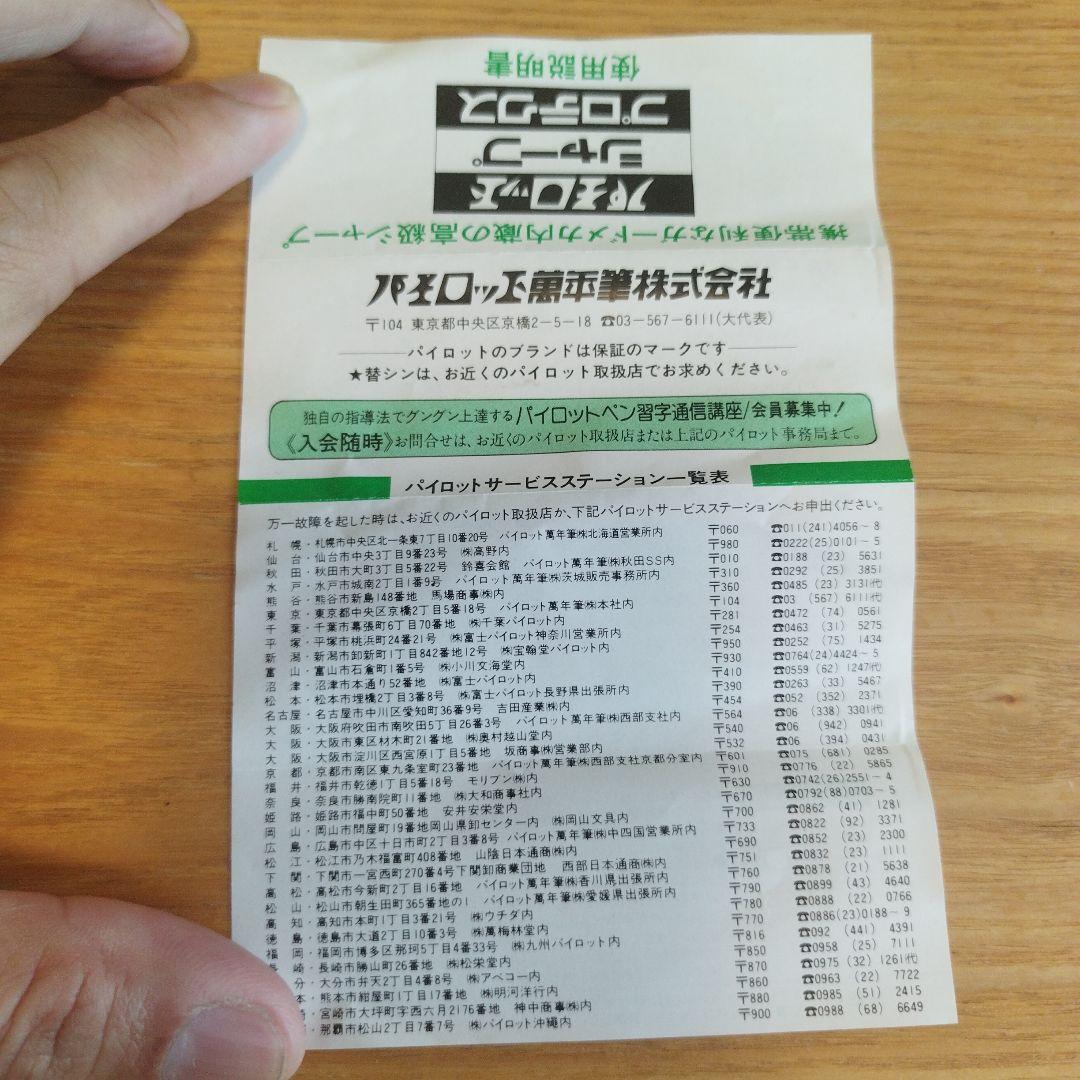 使用説明書
プロテクス
シャープ
パイロット
携帯便利なガードメカ内蔵の高級シャープ
パイロット萬年筆株式会社
〒104 東京都中央区京橋2-5-18 ☎03-567-6111(大代表)
パイロットのブランドは保証のマークです
★替シンは、お近くのパイロット取扱店でお求めください。
独自の指導法でグングン上達するパイロットペン習字通信講座/会員募集中!
《入会随時》お問合せは、お近くのパイロット取扱店または上記のパイロット事務局まで。
パイロットサービスステーション一覧表
万一故障を起した時は、お近くのパイロット取扱店か、下記パイロットサービスステーションへお申出ください。
札幌・札幌市中央区北一条東7丁目10番20号 パイロット萬年筆㈱北海道営業所内 〒060 ☎011(241)4056-8
仙台・仙台市中央3丁目9番23号 ㈱高野内 〒980 ☎0222(25)0101-5
秋田・秋田市大町3丁目5番22号 鈴喜会館 パイロット萬年筆㈱秋田SS内 〒010 ☎0188 (23) 5631
水戸・水戸市城南2丁目1番9号 パイロット萬年筆㈱茨城販売事務所内 〒310 ☎0292 (25) 3851
熊谷・熊谷市新島148番地 馬場商事㈱内 〒360 ☎0485 (23) 3131代
東京・東京都中央区京橋2丁目5番18号 パイロット萬年筆㈱本社内 〒104 ☎03 (567) 6111代
千葉・千葉市幕張町6丁目70番地 ㈱千葉パイロット内 〒281 ☎0472 (74) 0561
平塚・平塚市桃浜町24番21号 ㈱富士パイロット神奈川営業所内 〒254 ☎0463 (31) 5275
新潟・新潟市卸新町1丁目842番地12号 ㈱宝翰堂パイロット内 〒950 ☎0252 (75) 1434
富山・富山市石倉町1番5号 ㈱小川文海堂内 〒930 ☎0764(24)4424-5
沼津・沼津市本通り52番地 ㈱富士パイロット内 〒410 ☎0559 (62) 1247代
松本・松本市埋橋2丁目3番8号 ㈱富士パイロット長野県出張所内 〒390 ☎0263 (33) 5467
名古屋・名古屋市中川区愛知町36番9号 吉田産業㈱内 〒454 ☎052 (352) 2371
大阪・大阪府吹田市南吹田5丁目26番3号 パイロット萬年筆㈱西部支社内 〒564 ☎06 (338) 3301代
大阪・大阪市東区材木町21番地 ㈱奥村越山堂内 〒540 ☎06 (942) 0941
大阪・大阪市淀川区西宮原1丁目5番地 坂商事㈱営業部内 〒532 ☎06 (394) 0431
京都・京都市南区東九条室町23番地 パイロット萬年筆㈱西部支社京都分室内 〒601 ☎075 (681) 0285
福井・福井市乾徳1丁目5番18号 モリブン㈱内 〒910 ☎0776 (22) 5865
奈良・奈良市勝南院町11番地 ㈱大和商事社内 〒630 ☎0742(26)2551-4
姫路・姫路市福中町50番地 安井安栄堂内 〒670 ☎0792(88)0703-5
岡山・岡山市問屋町19番地岡山県卸センター内 ㈱岡山文具内 〒700 ☎0862 (41) 1281
広島・広島市中区十日市町2丁目3番8号 パイロット萬年筆㈱中四国営業所内 〒733 ☎0822 (92) 3371
松江・松江市乃木福富町408番地 山陰日本通商㈱内 〒690 ☎0852 (23) 2300
下関・下関市一宮西町270番4号下関卸商業団地 西部日本通商㈱内 〒751 ☎0832 (23) 1111
高松・高松市今新町2丁目16番地 パイロット萬年筆㈱香川県出張所内 〒760 ☎0878 (21) 5638
松山・松山市朝生田町365番地の1 パイロット萬年筆㈱愛媛県出張所内 〒790 ☎0899 (43) 4640
高知・高知市本町1丁目3番21号 ㈱ウチダ内 〒780 ☎0888 (22) 0766
徳島・徳島市大道2丁目10番3号 ㈱萬梅林堂内 〒770 ☎0886(23)0188-9
福岡・福岡市博多区那珂5丁目4番33号 ㈱九州パイロット内 〒816 ☎092 (441) 4391
長崎・長崎市勝山町26番地 ㈱松栄堂内 〒850 ☎0958 (25) 7111
分・大分市弁天2丁目4番8号 ㈱アベコー内 〒870 ☎0975 (32) 1261代
本・熊本市紺屋町1丁目17番地 ㈱明河洋行内 〒860 ☎0963 (22) 7722
・宮崎市大坪町字西六月2176番地 神中商事㈱内 〒880 ☎0985 (51) 2415
・那覇市松山2丁目7番7号 ㈱パイロット沖縄内 〒900 ☎0988 (68) 6649